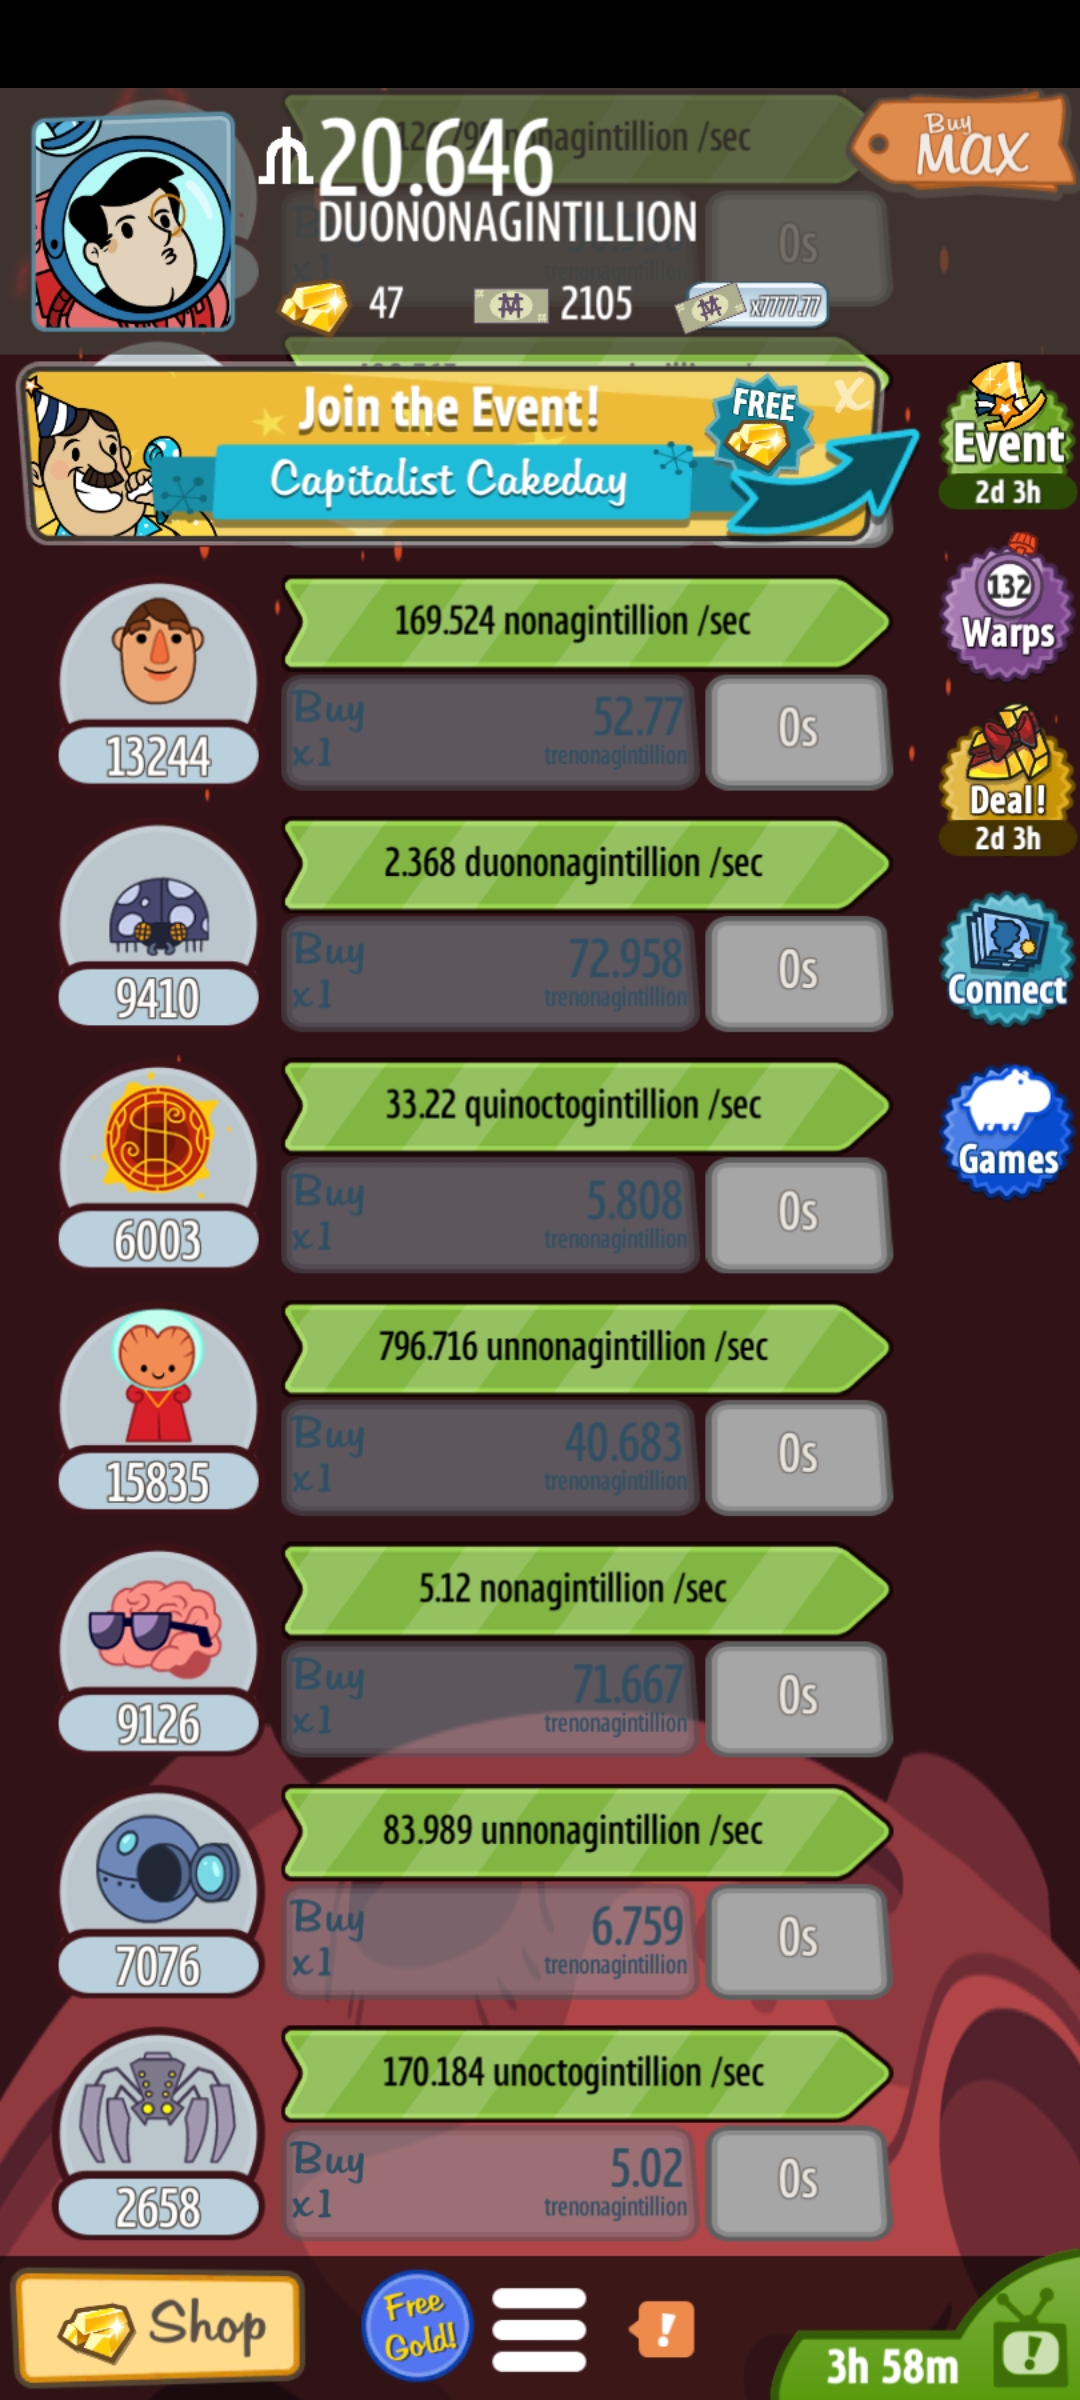 nonagintillion /sec
Buy
MAX
20.646
DUONONAGINTILLION
0s
trenonagintillion
47
2105
x7777.77
Join the Event!
FREE
X
Capitalist Cakeday
Event
2d 3h
169.524 nonagintillion /sec
Buy
x1
52.77
trenonagintillion
0s
13244
132
Warps
2.368 duononagintillion /sec
Buy
x1
72.958
trenonagintillion
0s
9410
Deal!
2d 3h
33.22 quinoctogintillion /sec
Buy
x1
5.808
trenonagintillion
0s
6003
Connect
Games
796.716 unnonagintillion /sec
Buy
x1
40.683
trenonagintillion
0s
15835
5.12 nonagintillion /sec
Buy
x1
71.667
trenonagintillion
0s
9126
83.989 unnonagintillion /sec
Buy
x1
6.759
trenonagintillion
0s
7076
170.184 unoctogintillion /sec
Buy
x1
5.02
trenonagintillion
0s
2658
Shop
Free
Gold!
!
3h 58m
!